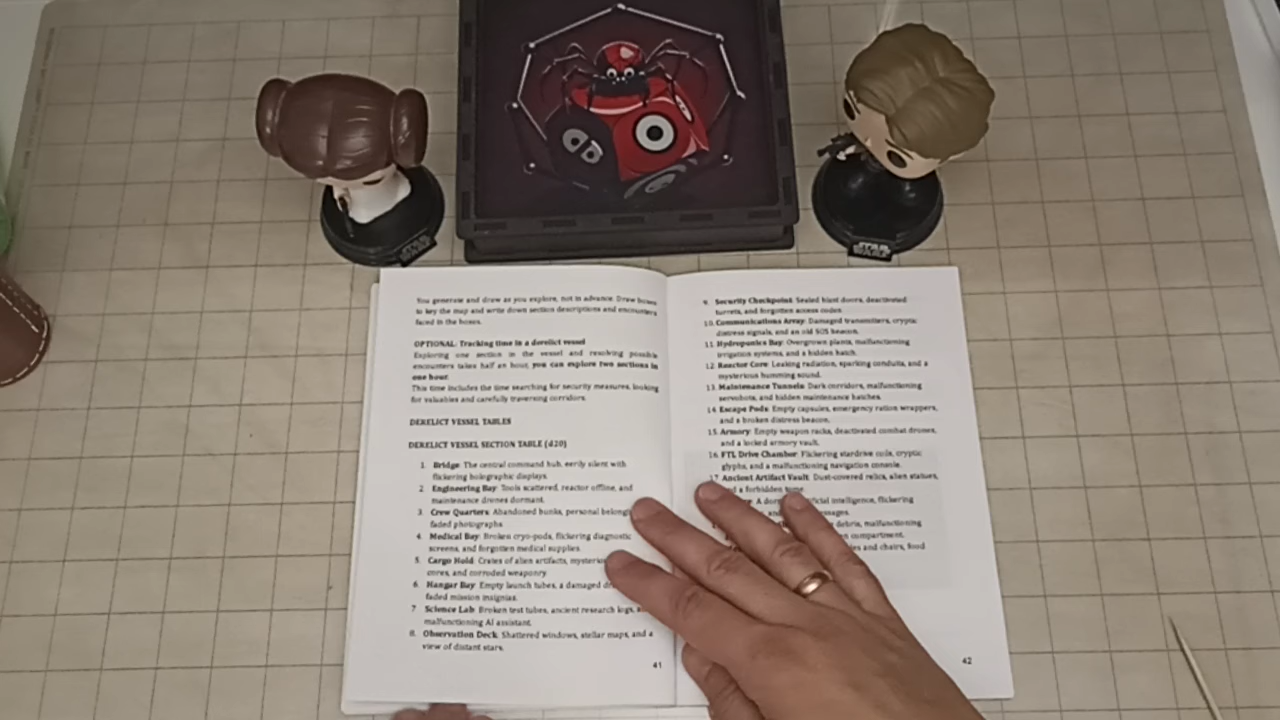 You generate and draw as you explore, not in advance. Draw boxes
to key the map and write down section descriptions and encounters
faced in the boxes.
OPTIONAL: Tracking time in a derelict vessel
Exploring one section in the vessel and resolving possible
encounters takes half an hour, you can explore two sections in
one hour.
This time includes the time searching for security measures, looking
for valuables and carefully traversing corridors.
DERELICT VESSEL TABLES
DERELICT VESSEL SECTION TABLE (d20)
1. Bridge: The central command hub, eerily silent with
flickering holographic displays.
2. Engineering Bay: Tools scattered, reactor offline, and
maintenance drones dormant.
3. Crew Quarters: Abandoned bunks, personal
faded photographs.
4. Medical Bay: Broken cryo-pods, flickering diagnostic
screens, and forgotten medical supplies.
5. Cargo Hold: Crates of alien artifacts,
cores, and corroded weaponry.
6. Hangar Bay: Empty launch tubes, a damaged
faded mission insignias.
7. Science Lab: Broken test tubes, ancient research logs,
malfunctioning AI assistant.
8. Observation Deck: Shattered windows, stellar maps, and a
view of distant stars.
41
9. Security Checkpoint: Sealed blast doors, deactivated
turrets, and forgotten access codes.
10. Communications Array: Damaged transmitters, cryptic
distress signals, and an old SOS beacon.
11. Hydroponics Bay: Overgrown plants, malfunctioning
irrigation systems, and a hidden hatch.
12. Reactor Core: Leaking radiation, sparking conduits, and a
mysterious humming sound.
13. Maintenance Tunnels: Dark corridors, malfunctioning
servobots, and hidden maintenance hatches.
14. Escape Pods: Empty capsules, emergency ration wrappers,
and a broken distress beacon.
15. Armory: Empty weapon racks, deactivated combat drones,
and a locked armory vault.
16. FTL Drive Chamber: Flickering stardrive coils, cryptic
glyphs, and a malfunctioning navigation console.
17. Ancient Artifact Vault: Dust-covered relics, alien statues,
a forbidden tome.
A intelligence, flickering
debris, malfunctioning
compartment.
and chairs, food
42
STAR
WARS
STAR
WARS